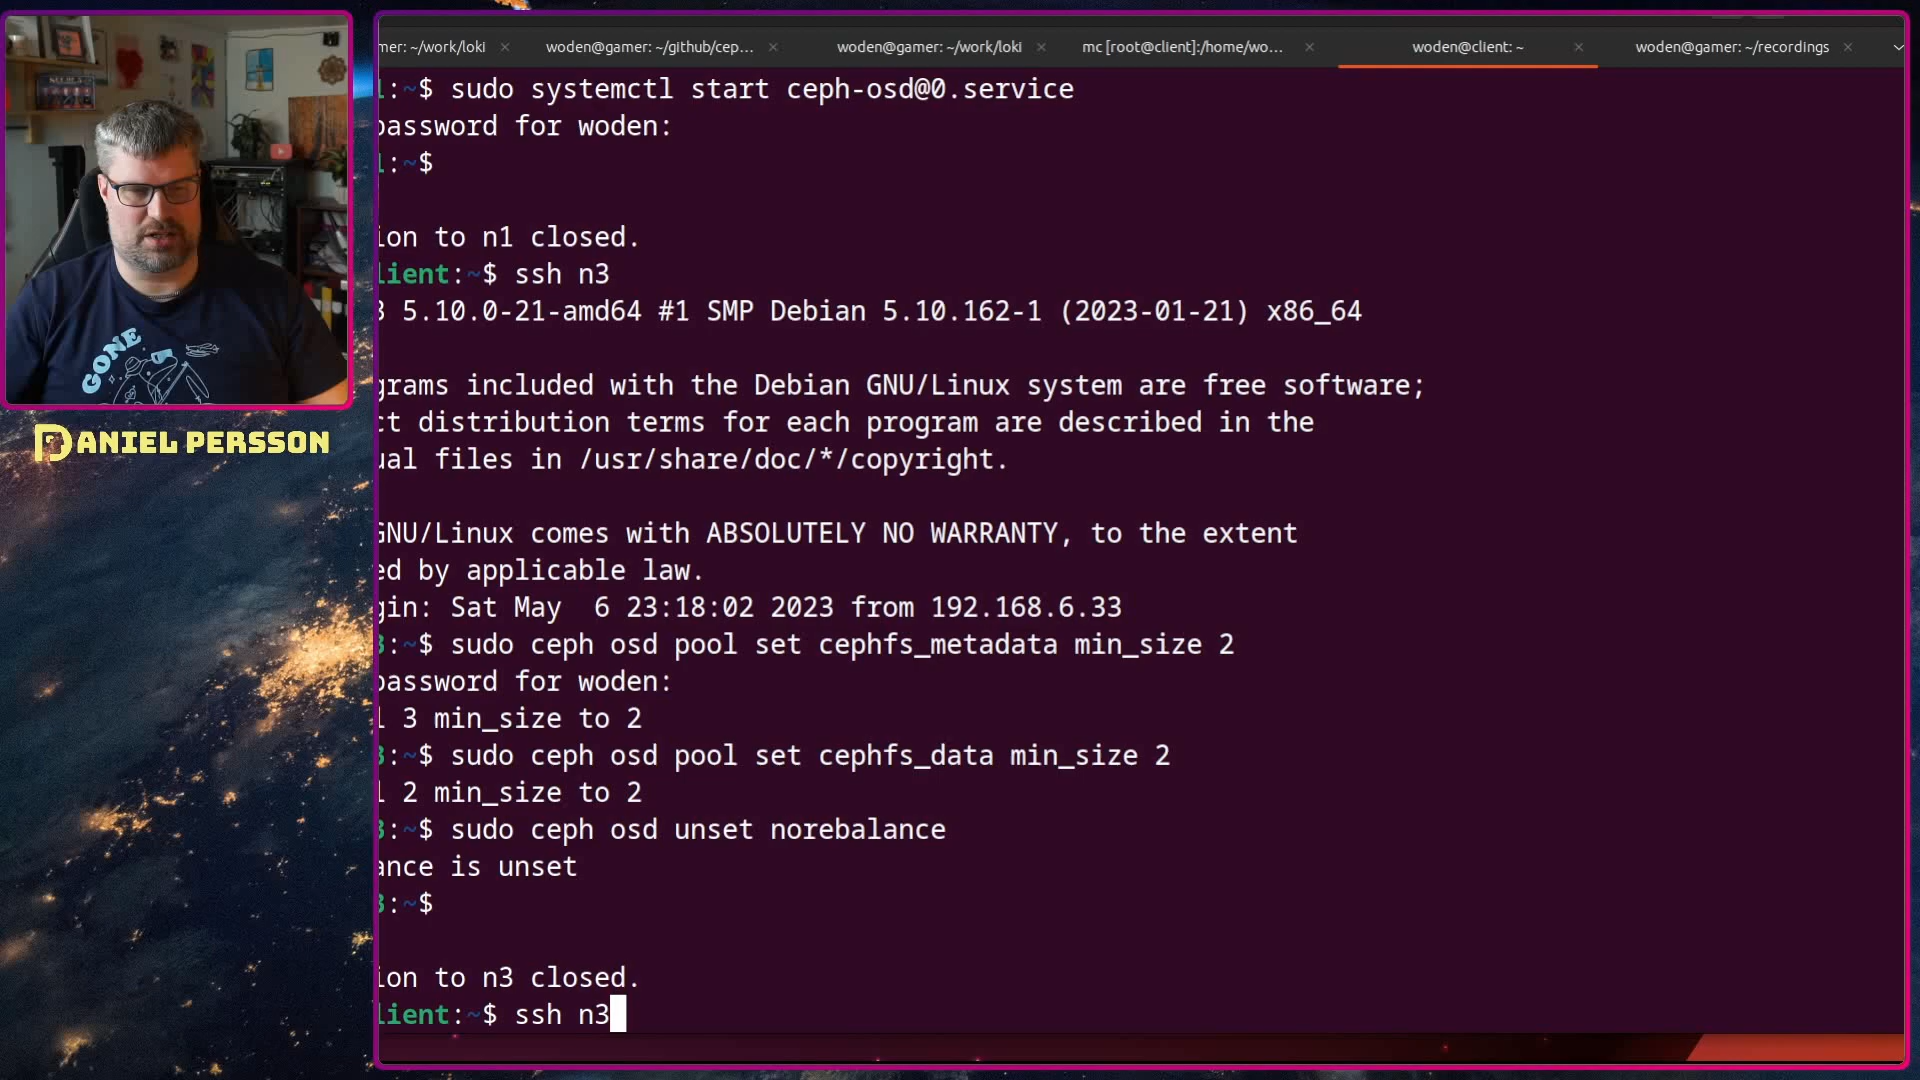 mer: ~/work/loki × woden@gamer: ~/github/cep... × woden@gamer: ~/work/loki × mc [root@client]:/home/wo... × woden@client: ~ × woden@gamer: ~/recordings ×
1:~$ sudo systemctl start ceph-osd@0.service
password for woden:
1:~$
ion to n1 closed.
lient:~$ ssh n3
3 5.10.0-21-amd64 #1 SMP Debian 5.10.162-1 (2023-01-21) x86_64
grams included with the Debian GNU/Linux system are free software;
ct distribution terms for each program are described in the
ual files in /usr/share/doc/*/copyright.
GNU/Linux comes with ABSOLUTELY NO WARRANTY, to the extent
ed by applicable law.
gin: Sat May  6 23:18:02 2023 from 192.168.6.33
3:~$ sudo ceph osd pool set cephfs_metadata min_size 2
password for woden:
l 3 min_size to 2
3:~$ sudo ceph osd pool set cephfs_data min_size 2
l 2 min_size to 2
3:~$ sudo ceph osd unset norebalance
ance is unset
3:~$
ion to n3 closed.
lient:~$ ssh n3
GONE
DANIEL PERSSON